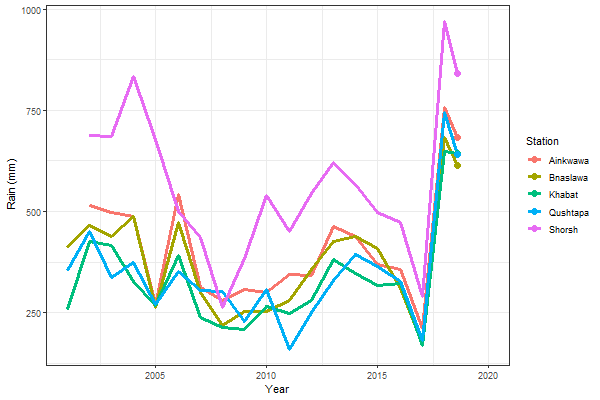 1000
750
500
250
Rain (mm)
2005
2010
2015
2020
Year
Station
Ainkwawa
Bnaslawa
Khabat
Qushtapa
Shorsh